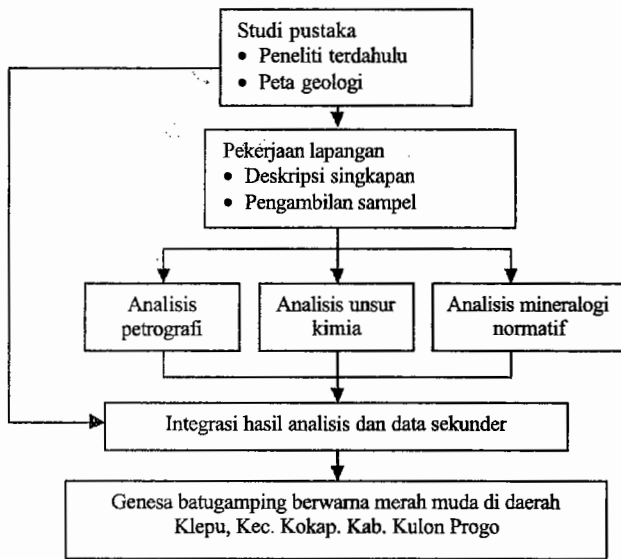 Studi pustaka
• Peneliti terdahulu
• Peta geologi
Pekerjaan lapangan
• Deskripsi singkapan
• Pengambilan sampel
Analisis
petrografi
Analisis unsur
kimia
Analisis mineralogi
normatif
Integrasi hasil analisis dan data sekunder
Genesa batugamping berwarna merah muda di daerah
Klepu, Kec. Kokap. Kab. Kulon Progo